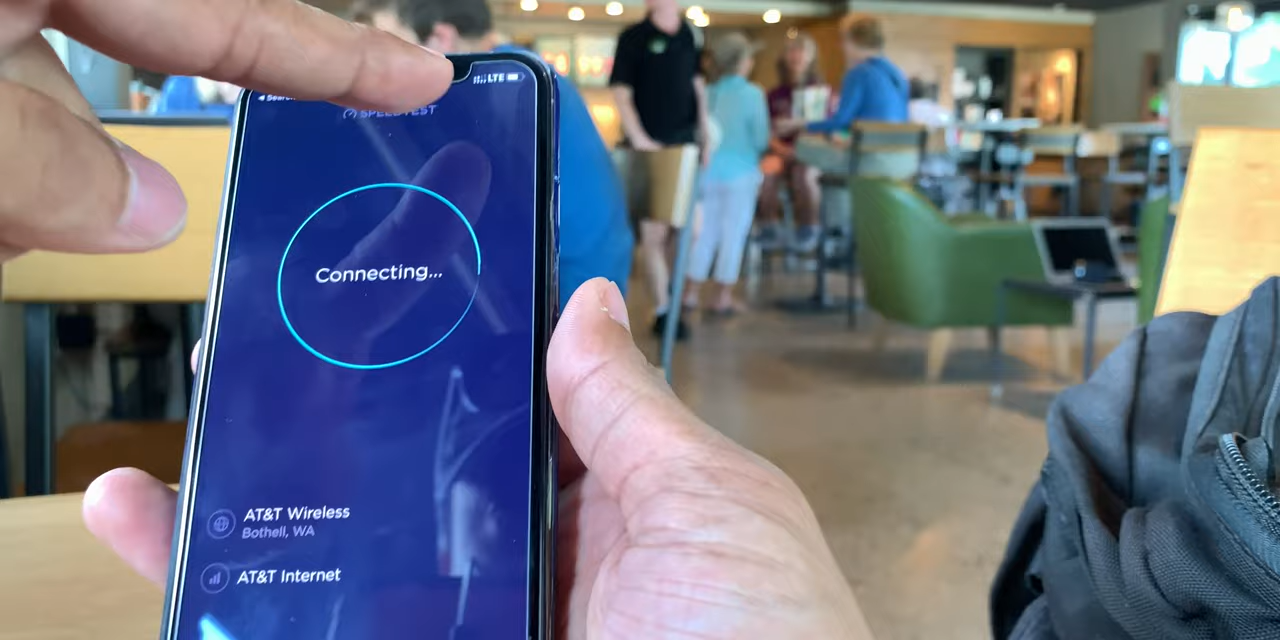 LTE
SPEEDTEST
Connecting...
AT&T Wireless
Bothell, WA
AT&T Internet